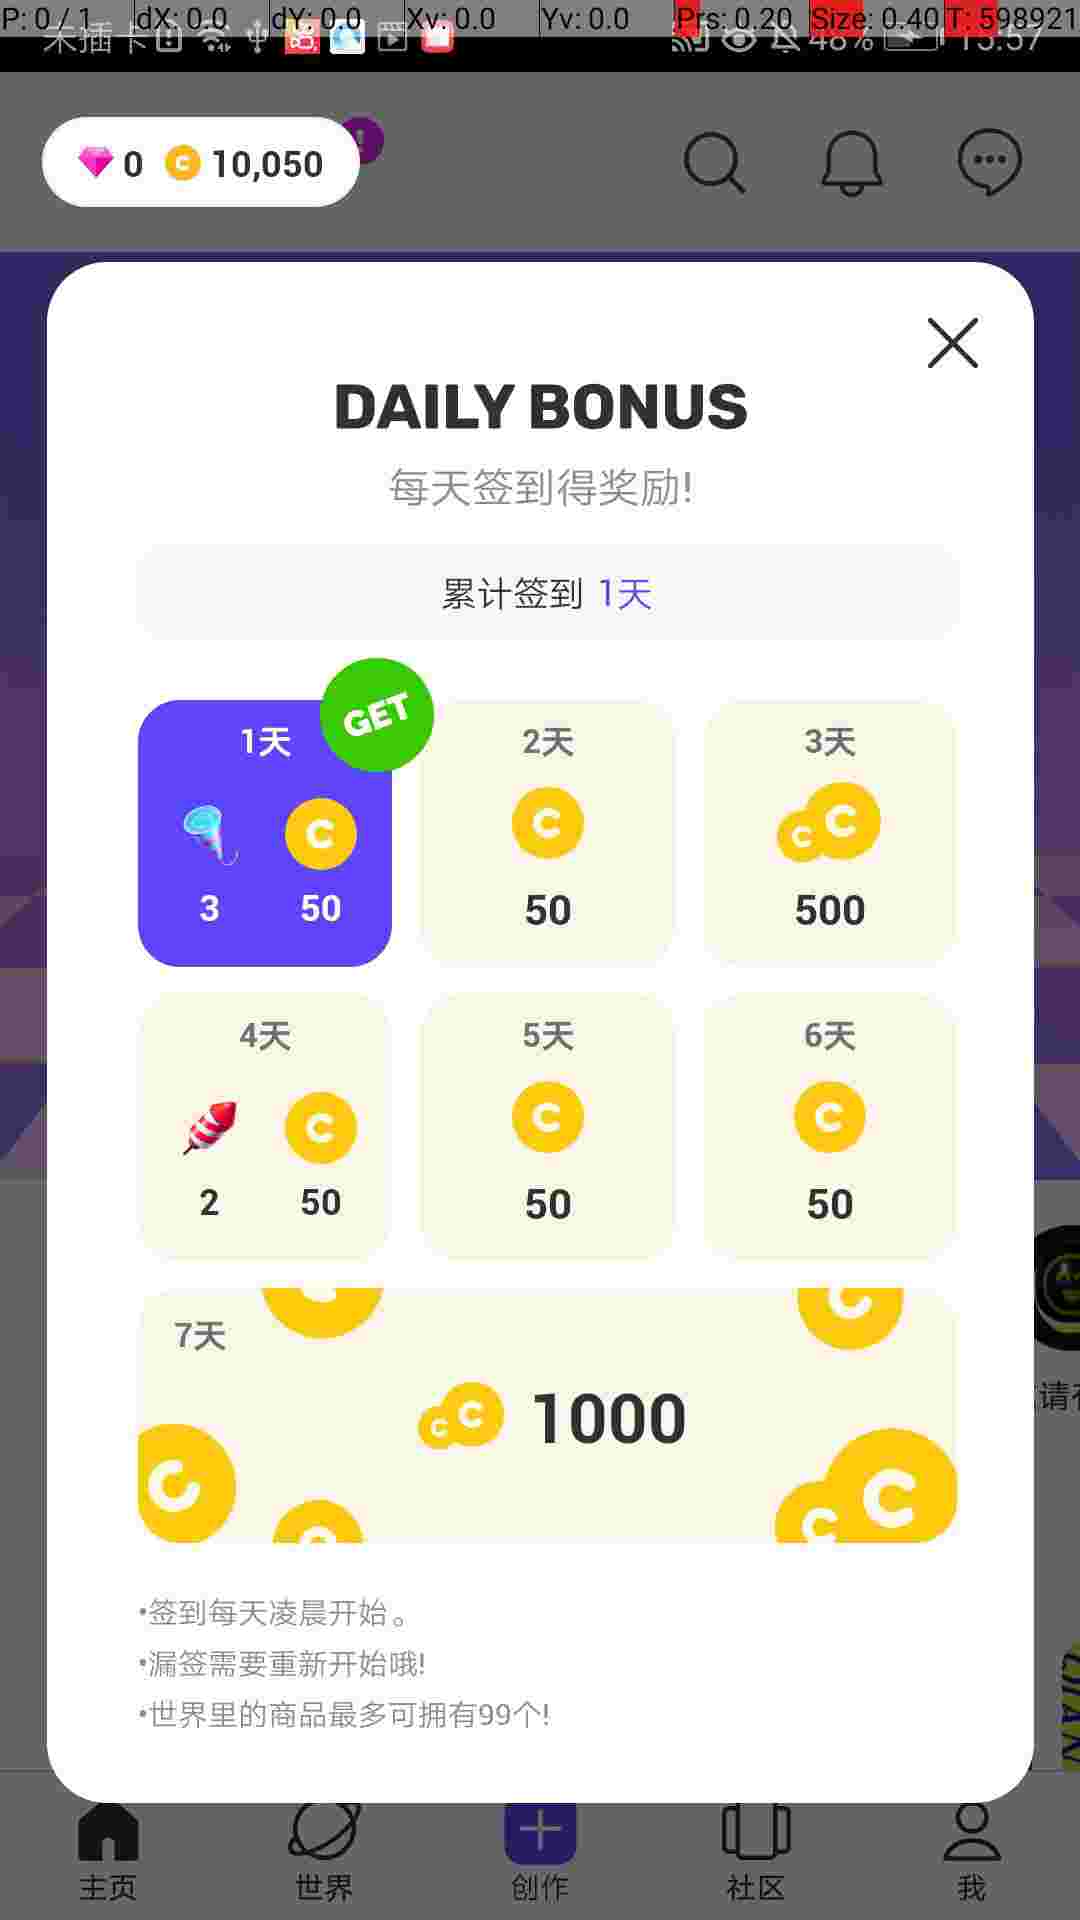 P: 0 / 1 dX: 0.0 dY: 0.0 Xv: 0.0 Yv: 0.0 Prs: 0.20 Size: 0.40 T: 598921
未插卡 48% 15:57
0 C 10,050
DAILY BONUS
每天签到得奖励!
累计签到 1天
GET
1天 2天 3天
C C C C
3 50 50 500
4天 5天 6天
C C C
2 50 50 50
7天
C C 1000
•签到每天凌晨开始。
•漏签需要重新开始哦!
•世界里的商品最多可拥有99个!
主页 世界 创作 社区 我